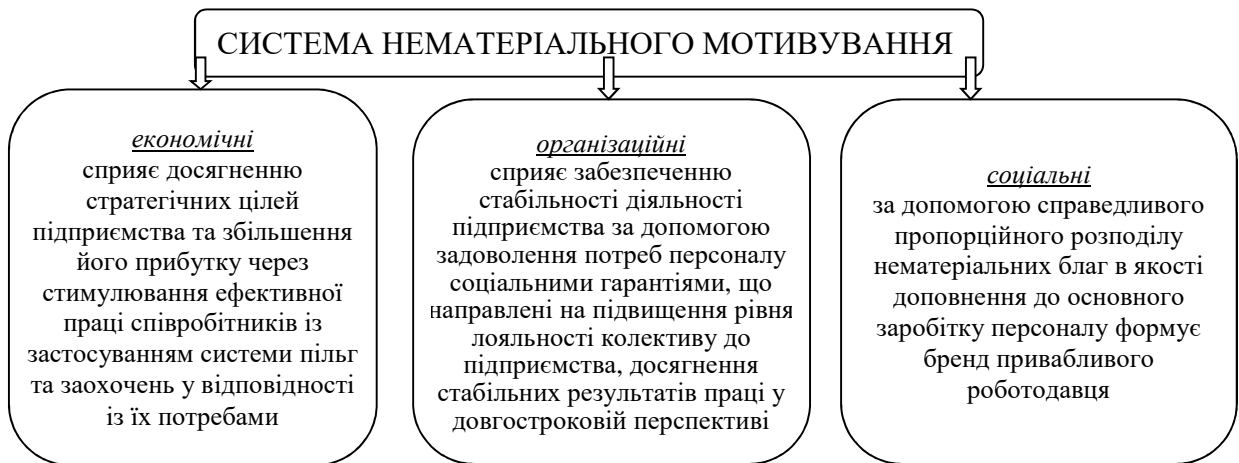 СИСТЕМА НЕМАТЕРІАЛЬНОГО МОТИВУВАННЯ
економічні
сприяє досягненню
стратегічних цілей
підприємства та збільшення
його прибутку через
стимулювання ефективної
праці співробітників із
застосуванням системи пільг
та заохочень у відповідності
із їх потребами
організаційні
сприяє забезпеченню
стабільності діяльності
підприємства за допомогою
задоволення потреб персоналу
соціальними гарантіями, що
направлені на підвищення рівня
лояльності колективу до
підприємства, досягнення
стабільних результатів праці у
довгостроковій перспективі
соціальні
за допомогою справедливого
пропорційного розподілу
нематеріальних благ в якості
доповнення до основного
заробітку персоналу формує
бренд привабливого
роботодавця